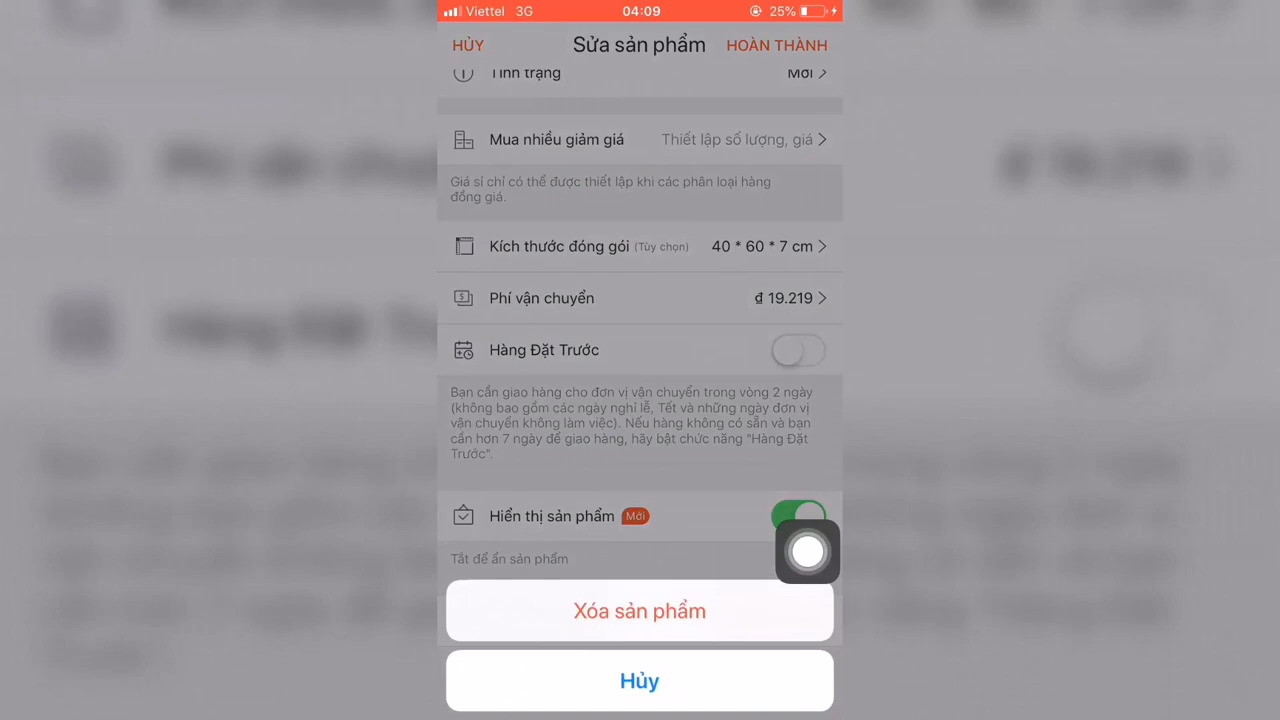 Viettel 3G 04:09 25%
HỦY Sửa sản phẩm HOÀN THÀNH
Tình trạng Mới
Mua nhiều giảm giá Thiết lập số lượng, giá
Giá sỉ chỉ có thể được thiết lập khi các phân loại hàng
đồng giá.
Kích thước đóng gói (Tùy chọn) 40 * 60 * 7 cm
Phí vận chuyển ₫ 19.219
Hàng Đặt Trước
Bạn cần giao hàng cho đơn vị vận chuyển trong vòng 2 ngày
(không bao gồm các ngày nghỉ lễ, Tết và những ngày đơn vị
vận chuyển không làm việc). Nếu hàng không có sẵn và bạn
cần hơn 7 ngày để giao hàng, hãy bật chức năng "Hàng Đặt
Trước".
Hiển thị sản phẩm Mới
Tắt để ẩn sản phẩm
Xóa sản phẩm
Hủy